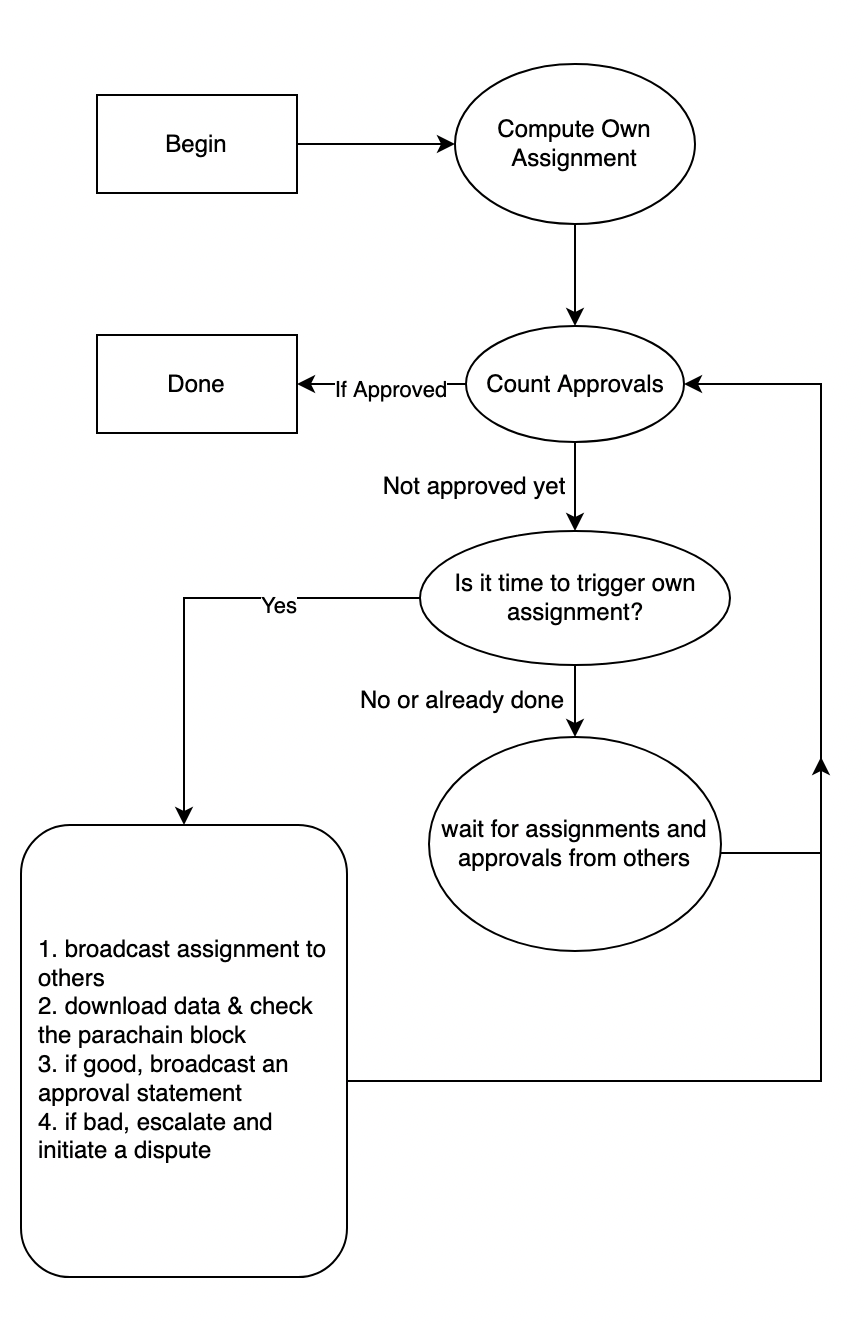 Begin
Compute Own
Assignment
Done
If Approved
Count Approvals
Not approved yet
Is it time to trigger own
assignment?
Yes
No or already done
wait for assignments and
approvals from others
1. broadcast assignment to
others
2. download data & check
the parachain block
3. if good, broadcast an
approval statement
4. if bad, escalate and
initiate a dispute